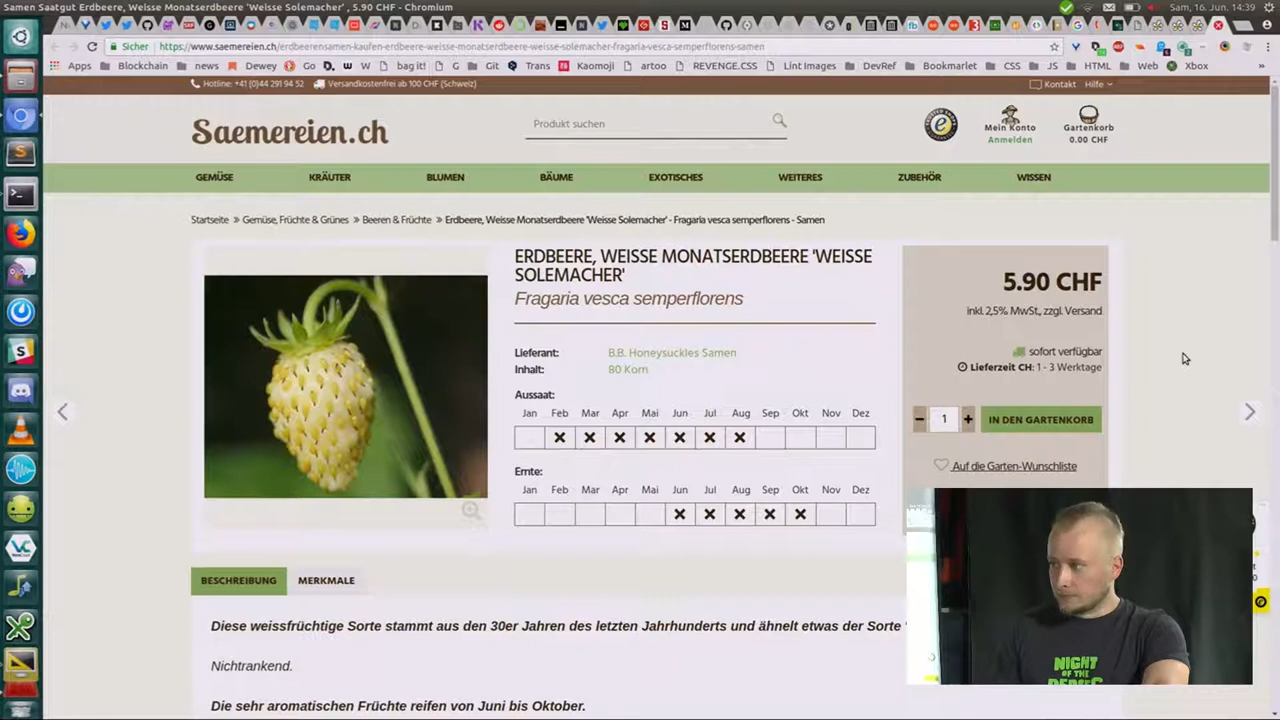 Samen Saatgut Erdbeere, Weisse Monatserdbeere 'Weisse Solemacher' , 5.90 CHF - Chromium
Sam, 16. Jun. 14:39
Sicher https://www.saemereien.ch/erdbeerensamen-kaufen-erdbeere-weisse-monatserdbeere-weisse-solemacher-fragaria-vesca-semperflorens-samen
Apps Blockchain news Dewey Go W bag it! G Git Trans Kaomoji artoo REVENGE.CSS Lint Images DevRef Bookmarklet CSS JS HTML Web Xbox »
Hotline: +41 (0)44 291 94 52 Versandkostenfrei ab 100 CHF (Schweiz) Kontakt Hilfe
Saemereien.ch
Produkt suchen
Mein Konto
Anmelden
Gartenkorb
0.00 CHF
GEMÜSE KRÄUTER BLUMEN BÄUME EXOTISCHES WEITERES ZUBEHÖR WISSEN
Startseite » Gemüse, Früchte & Grünes » Beeren & Früchte » Erdbeere, Weisse Monatserdbeere 'Weisse Solemacher' - Fragaria vesca semperflorens - Samen
ERDBEERE, WEISSE MONATSERDBEERE 'WEISSE
SOLEMACHER'
Fragaria vesca semperflorens
Lieferant: B.B. Honeysuckles Samen
Inhalt: 80 Korn
Aussaat:
Jan Feb Mar Apr Mai Jun Jul Aug Sep Okt Nov Dez
Ernte:
Jan Feb Mar Apr Mai Jun Jul Aug Sep Okt Nov Dez
5.90 CHF
inkl. 2,5% MwSt., zzgl. Versand
sofort verfügbar
Lieferzeit CH: 1 - 3 Werktage
− 1 + IN DEN GARTENKORB
Auf die Garten-Wunschliste
BESCHREIBUNG MERKMALE
Diese weissfrüchtige Sorte stammt aus den 30er Jahren des letzten Jahrhunderts und ähnelt etwas der Sorte '
Nichtrankend.
Die sehr aromatischen Früchte reifen von Juni bis Oktober.
NIGHT
OF THE